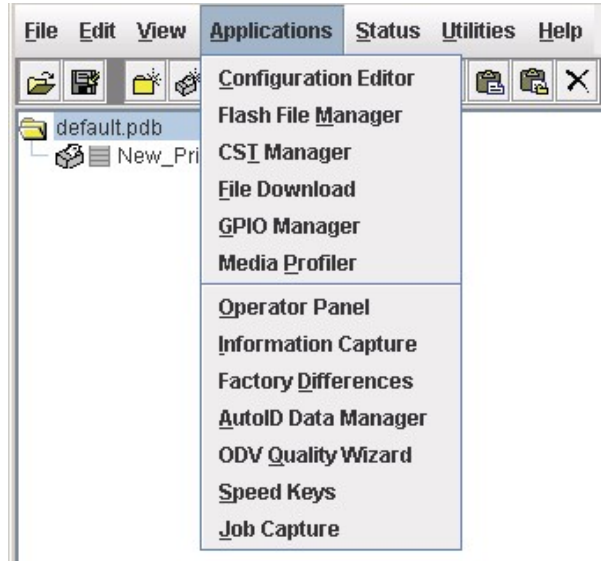 File Edit View Applications Status Utilities Help
Configuration Editor
Flash File Manager
default.pdb
CST Manager
New_Pri
File Download
GPIO Manager
Media Profiler
Operator Panel
Information Capture
Factory Differences
AutoID Data Manager
ODV Quality Wizard
Speed Keys
Job Capture